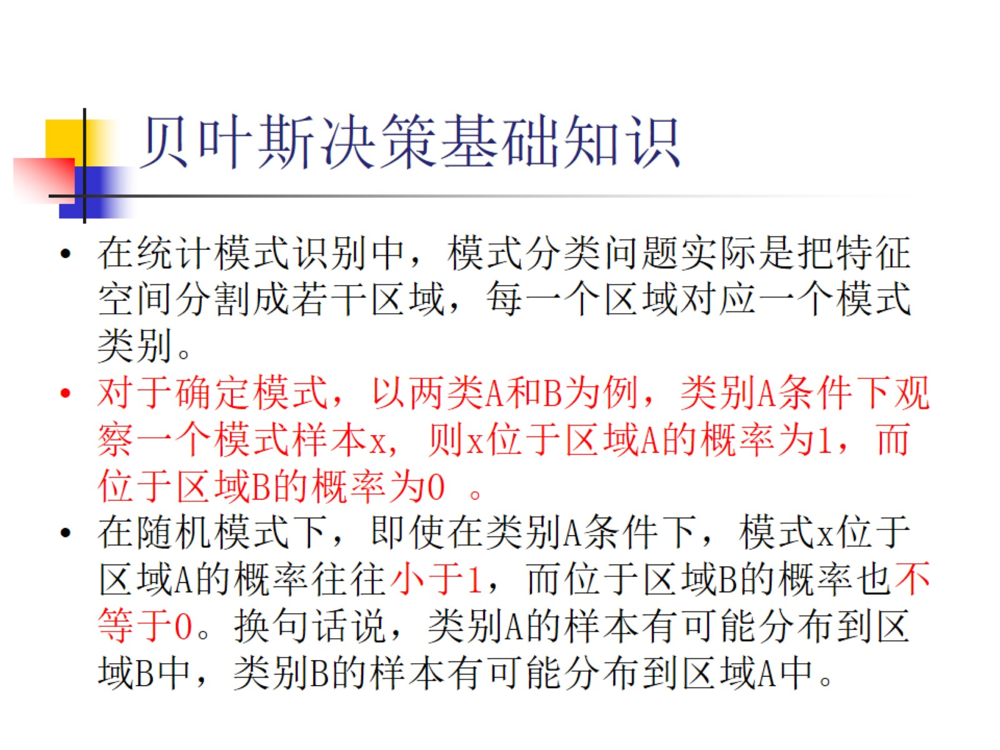 贝叶斯决策基础知识
• 在统计模式识别中，模式分类问题实际是把特征
空间分割成若干区域，每一个区域对应一个模式
类别。
• 对于确定模式，以两类A和B为例，类别A条件下观
察一个模式样本x, 则x位于区域A的概率为1，而
位于区域B的概率为0 。
• 在随机模式下，即使在类别A条件下，模式x位于
区域A的概率往往小于1，而位于区域B的概率也不
等于0。换句话说，类别A的样本有可能分布到区
域B中，类别B的样本有可能分布到区域A中。